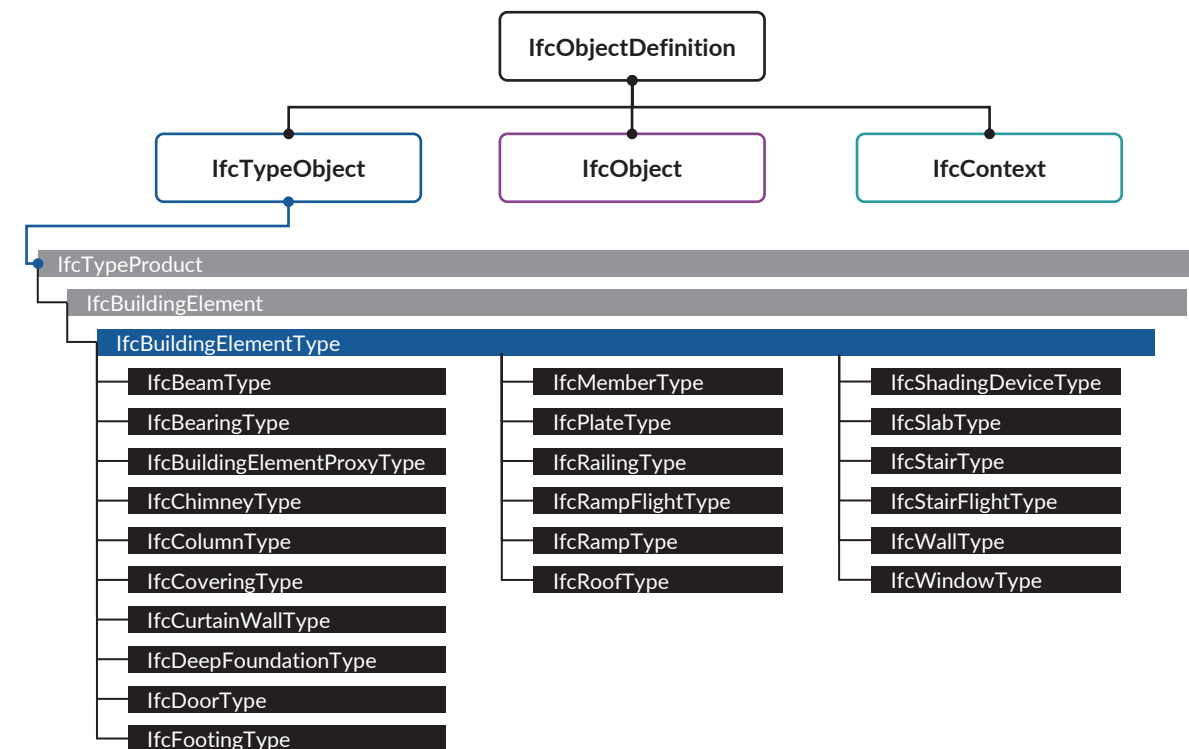 IfcObjectDefinition
IfcTypeObject
IfcObject
IfcContext
IfcTypeProduct
IfcBuildingElement
IfcBuildingElementType
IfcBeamType
IfcBearingType
IfcBuildingElementProxyType
IfcChimneyType
IfcColumnType
IfcCoveringType
IfcCurtainWallType
IfcDeepFoundationType
IfcDoorType
IfcFootingType
IfcMemberType
IfcPlateType
IfcRailingType
IfcRampFlightType
IfcRampType
IfcRoofType
IfcShadingDeviceType
IfcSlabType
IfcStairType
IfcStairFlightType
IfcWallType
IfcWindowType